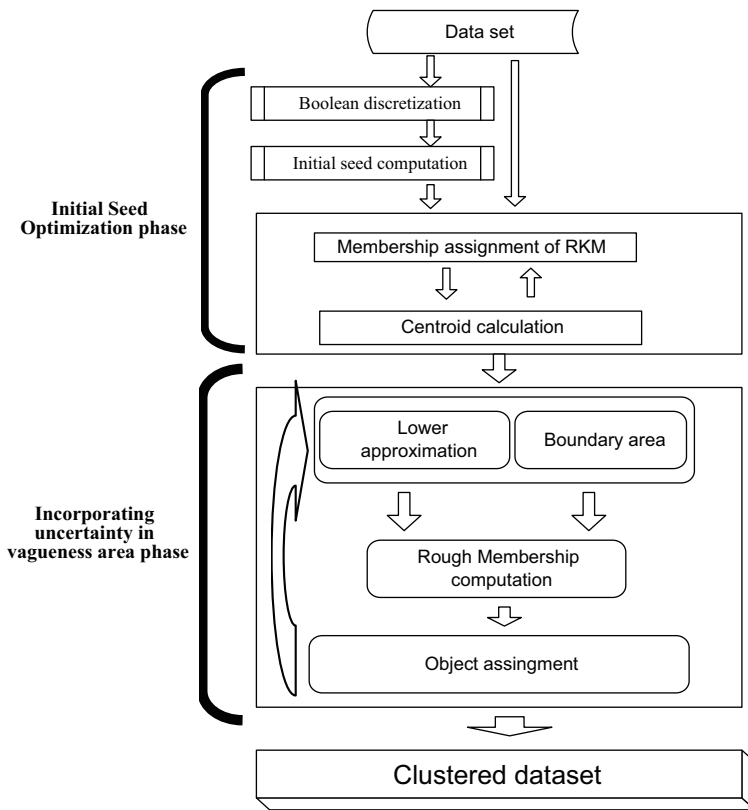 Data set
Boolean discretization
Initial seed computation
Initial Seed
Optimization phase
Membership assignment of RKM
Centroid calculation
Lower
approximation
Boundary area
Incorporating
uncertainty in
vagueness area phase
Rough Membership
computation
Object assingment
Clustered dataset